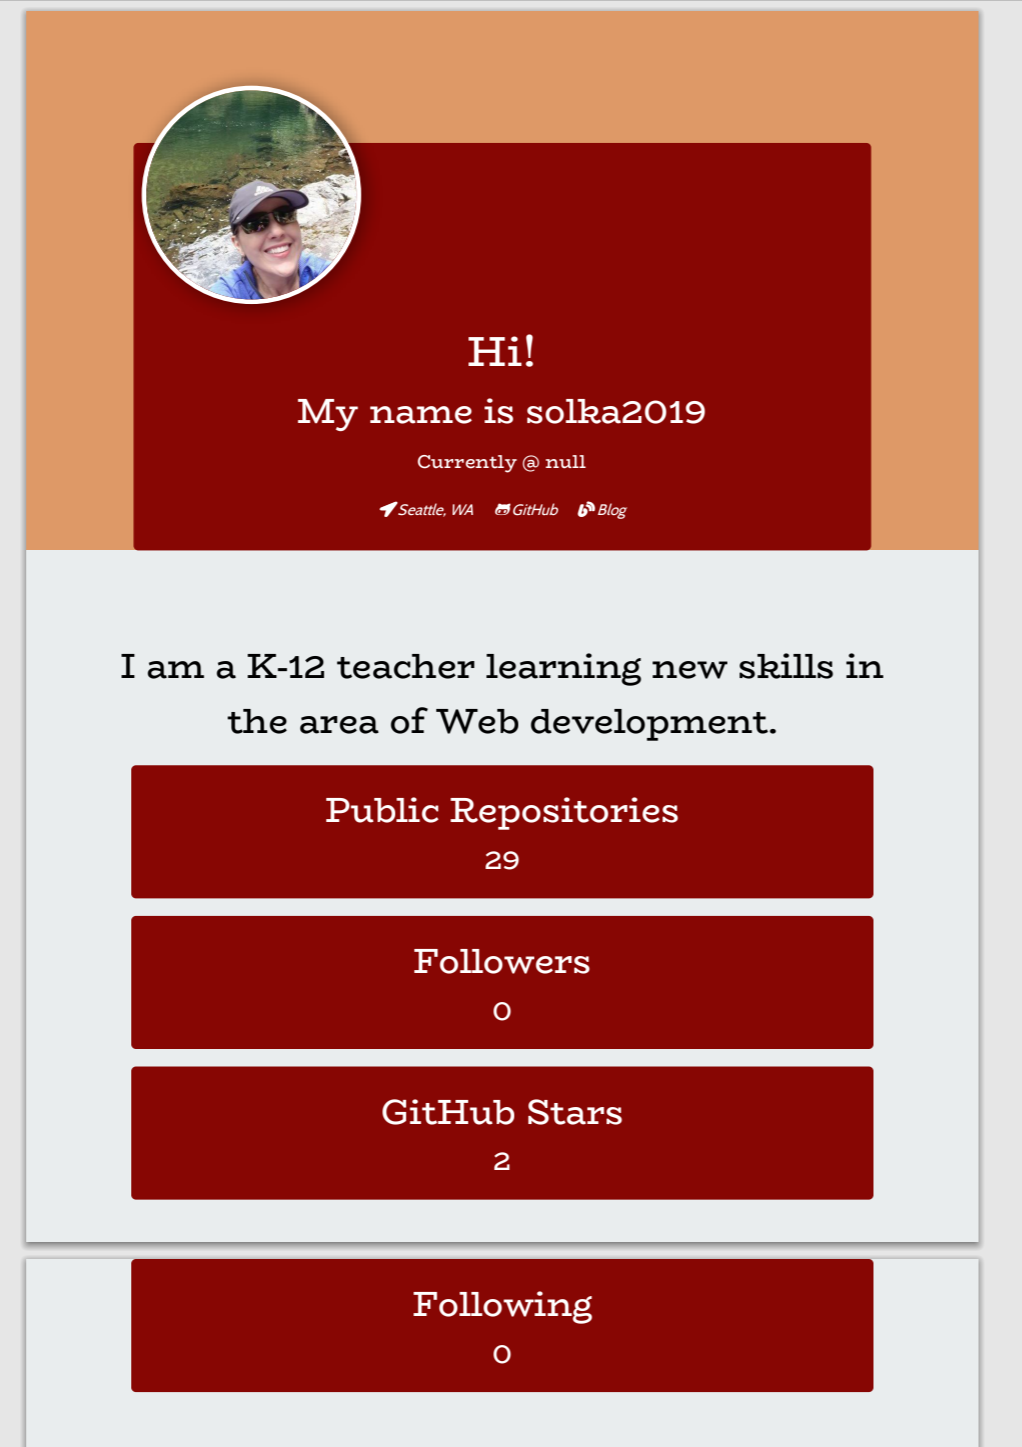 Hi!
My name is solka2019
Currently @ null
Seattle, WA GitHub Blog
I am a K-12 teacher learning new skills in
the area of Web development.
Public Repositories
29
Followers
0
GitHub Stars
2
Following
0